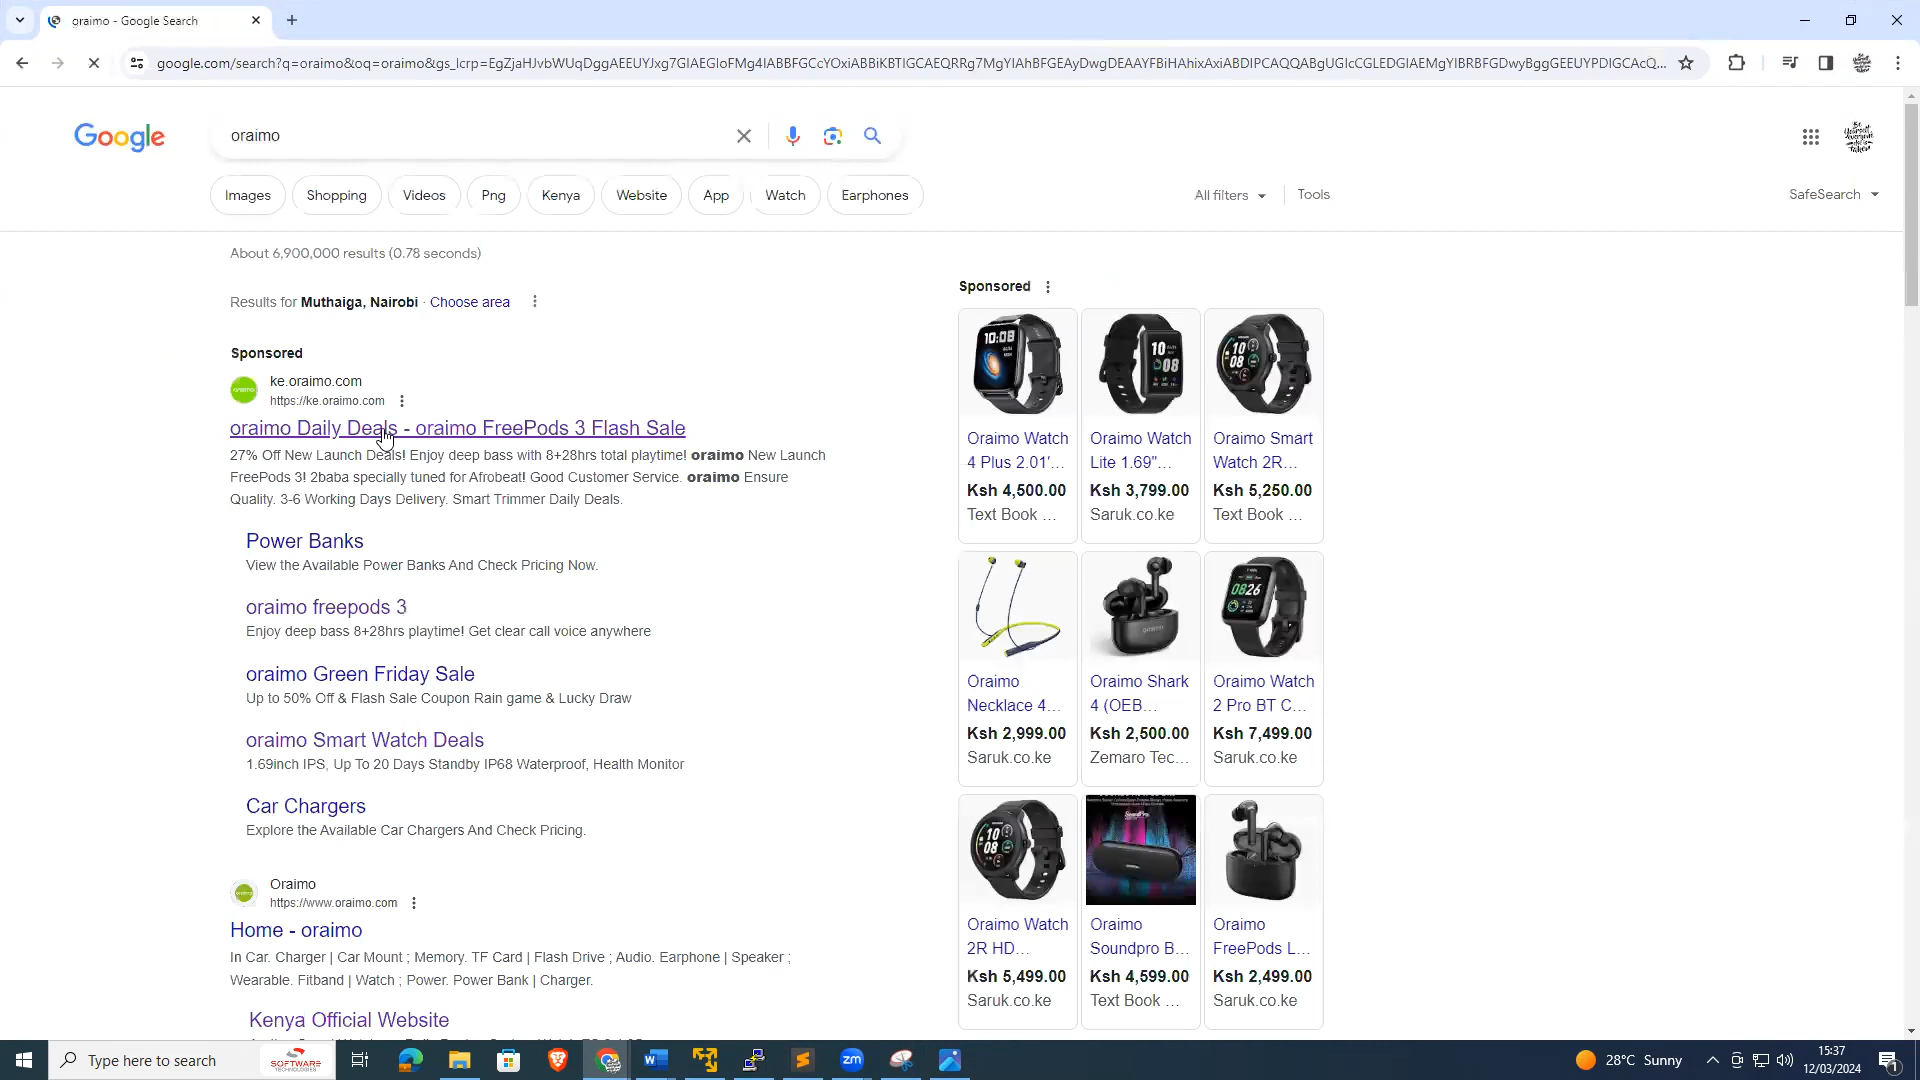 oraimo - Google Search
google.com/search?q=oraimo&oq=oraimo&gs_lcrp=EgZjaHJvbWUqDggAEEUYJxg7GIAEGIoFMg4IABBFGCcYOxiABBiKBTIGCAEQRRg7MgYIAhBFGEAyDwgDEAAYFBiHAhixAxiABDIPCAQQABgUGIcCGLEDGIAEMgYIBRBFGDwyBggGEEUYPDIGCAcQ...
Google
oraimo
Images Shopping Videos Png Kenya Website App Watch Earphones
All filters Tools SafeSearch
About 6,900,000 results (0.78 seconds)
Results for Muthaiga, Nairobi · Choose area
Sponsored
ke.oraimo.com
https://ke.oraimo.com
oraimo Daily Deals - oraimo FreePods 3 Flash Sale
27% Off New Launch Deals! Enjoy deep bass with 8+28hrs total playtime! oraimo New Launch
FreePods 3! 2baba specially tuned for Afrobeat! Good Customer Service. oraimo Ensure
Quality. 3-6 Working Days Delivery. Smart Trimmer Daily Deals.
Power Banks
View the Available Power Banks And Check Pricing Now.
oraimo freepods 3
Enjoy deep bass 8+28hrs playtime! Get clear call voice anywhere
oraimo Green Friday Sale
Up to 50% Off & Flash Sale Coupon Rain game & Lucky Draw
oraimo Smart Watch Deals
1.69inch IPS, Up To 20 Days Standby IP68 Waterproof, Health Monitor
Car Chargers
Explore the Available Car Chargers And Check Pricing.
Oraimo
https://www.oraimo.com
Home - oraimo
In Car. Charger | Car Mount ; Memory. TF Card | Flash Drive ; Audio. Earphone | Speaker ;
Wearable. Fitband | Watch ; Power. Power Bank | Charger.
Kenya Official Website
Sponsored
Oraimo Watch
4 Plus 2.01'...
Ksh 4,500.00
Text Book ...
Oraimo Watch
Lite 1.69"...
Ksh 3,799.00
Saruk.co.ke
Oraimo Smart
Watch 2R...
Ksh 5,250.00
Text Book ...
Oraimo
Necklace 4...
Ksh 2,999.00
Saruk.co.ke
Oraimo Shark
4 (OEB...
Ksh 2,500.00
Zemaro Tec...
Oraimo Watch
2 Pro BT C...
Ksh 7,499.00
Saruk.co.ke
Oraimo Watch
2R HD...
Ksh 5,499.00
Saruk.co.ke
Oraimo
Soundpro B...
Ksh 4,599.00
Text Book ...
Oraimo
FreePods L...
Ksh 2,499.00
Saruk.co.ke
Type here to search
SOFTWARE
28°C Sunny
15:37
12/03/2024